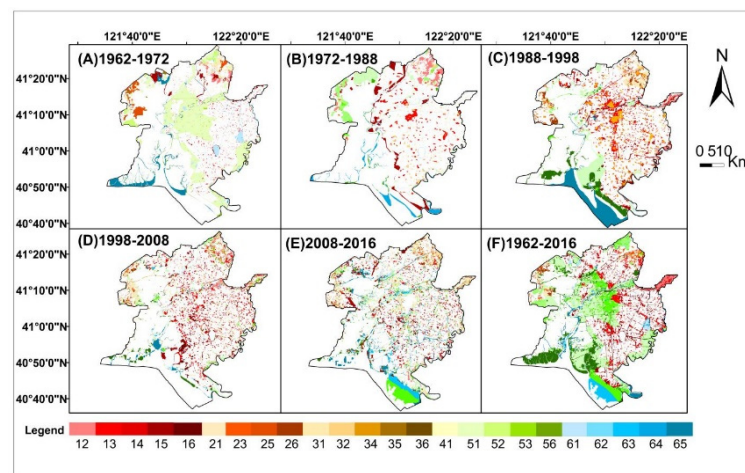 121°40'0"E 122°20'0"E 121°40'0"E 122°20'0"E 121°40'0"E 122°20'0"E
(A)1962-1972 (B)1972-1988 (C)1988-1998
N
41°20'0"N
41°10'0"N
41°0'0"N
40°50'0"N
40°40'0"N
0 510
Km
(D)1998-2008 (E)2008-2016 (F)1962-2016
41°20'0"N
41°10'0"N
41°0'0"N
40°50'0"N
40°40'0"N
Legend
12 13 14 15 16 21 23 25 26 31 32 34 35 36 41 51 52 53 56 61 62 63 64 65